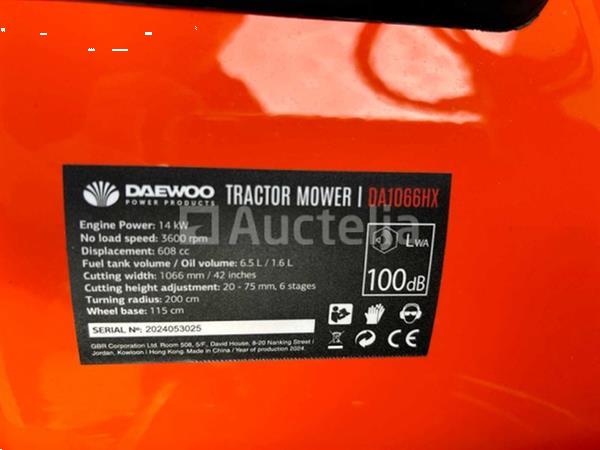 DAEWOO
POWER PRODUCTS
TRACTOR MOWER | DA1066HX
Auctelia
Engine Power: 14 kW
No load speed: 3600 rpm
Displacement: 608 cc
Fuel tank volume / Oil volume: 6.5 L / 1.6 L
Cutting width: 1066 mm / 42 inches
Cutting height adjustment: 20 - 75 mm, 6 stages
Turning radius: 200 cm
Wheel base: 115 cm
LWA
100dB
SERIAL Nº: 2024053025
GBR Corporation Ltd. Room 508, 5/F., David House, 8-20 Nanking Street /
Jordan, Kowloon / Hong Kong. Made in China / Year of production 2024.
CE